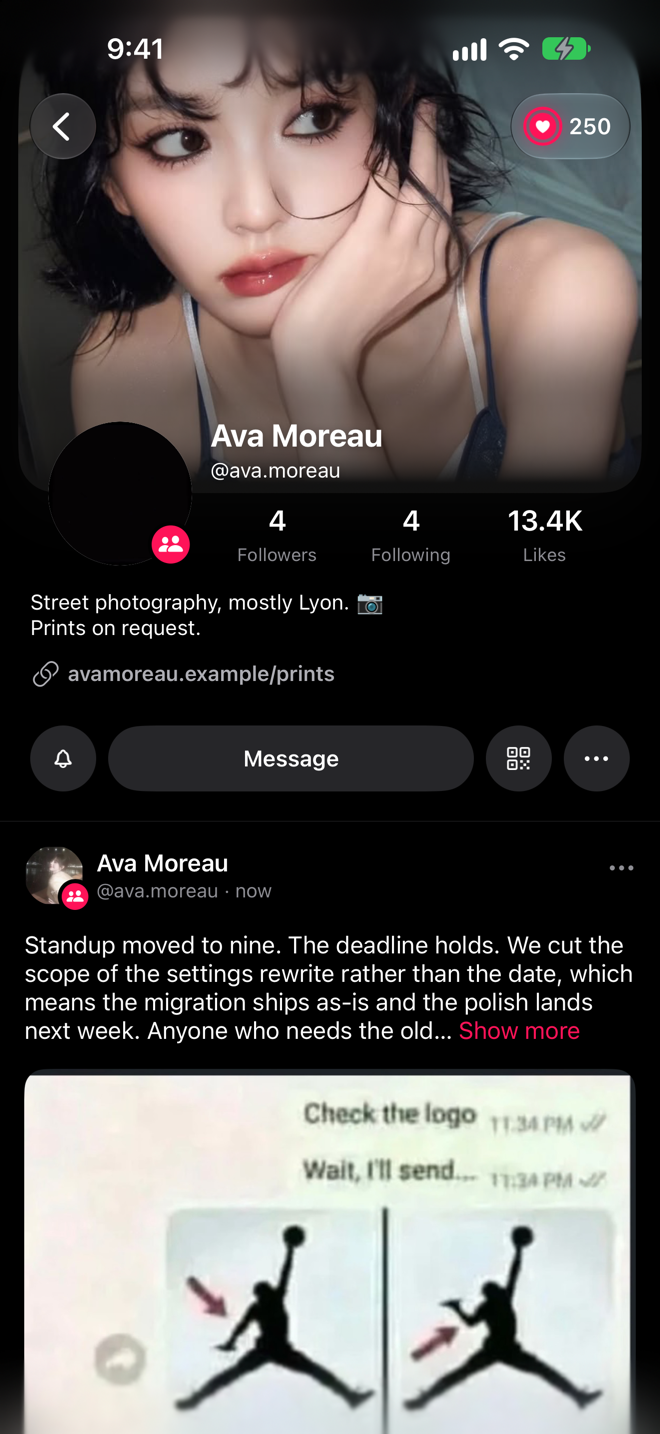 9:41
250
Ava Moreau
@ava.moreau
4
4
13.4K
Followers
Following
Likes
Street photography, mostly Lyon. 📷
Prints on request.
avamoreau.example/prints
Message
Ava Moreau
@ava.moreau · now
Standup moved to nine. The deadline holds. We cut the
scope of the settings rewrite rather than the date, which
means the migration ships as-is and the polish lands
next week. Anyone who needs the old... Show more
Check the logo 11:34 PM
Wait, I'll send... 11:34 PM